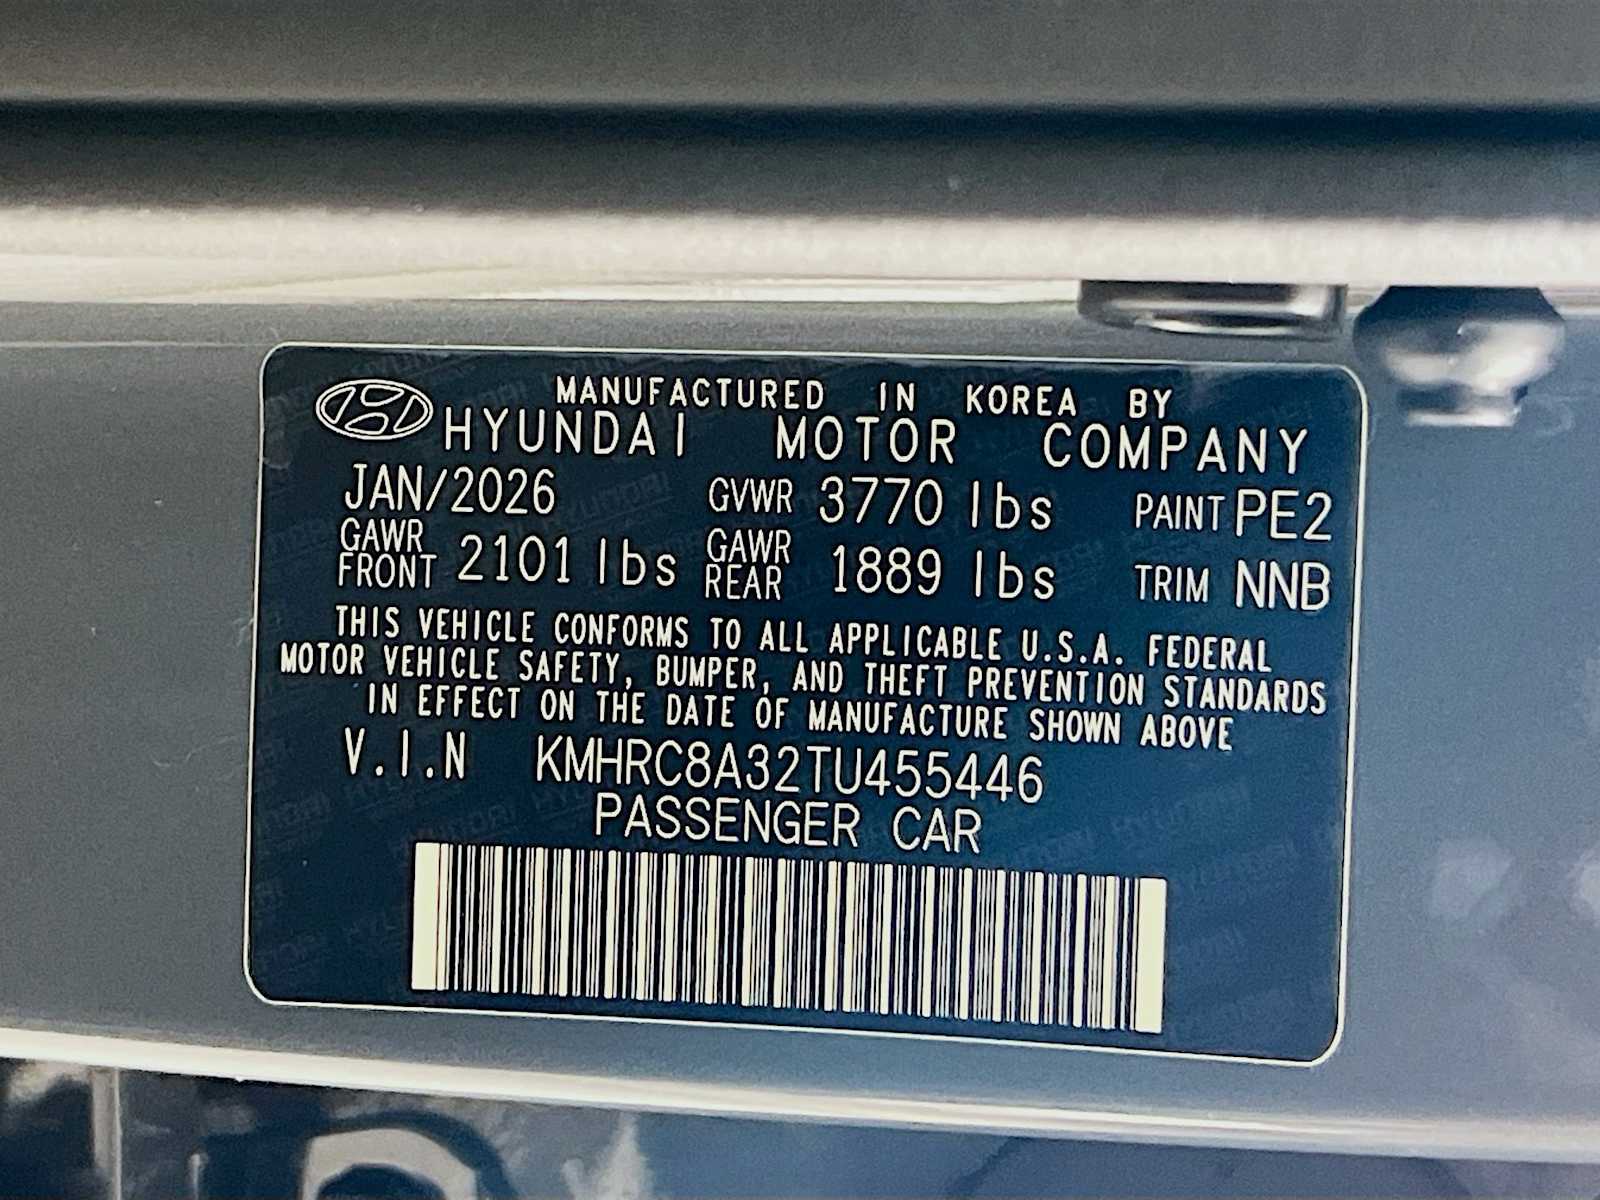 MANUFACTURED IN KOREA BY
HYUNDAI MOTOR COMPANY
JAN/2026 GVWR 3770 lbs PAINT PE2
GAWR FRONT 2101 lbs GAWR REAR 1889 lbs TRIM NNB
THIS VEHICLE CONFORMS TO ALL APPLICABLE U.S.A. FEDERAL
MOTOR VEHICLE SAFETY, BUMPER, AND THEFT PREVENTION STANDARDS
IN EFFECT ON THE DATE OF MANUFACTURE SHOWN ABOVE
V.I.N KMHRC8A32TU455446
PASSENGER CAR